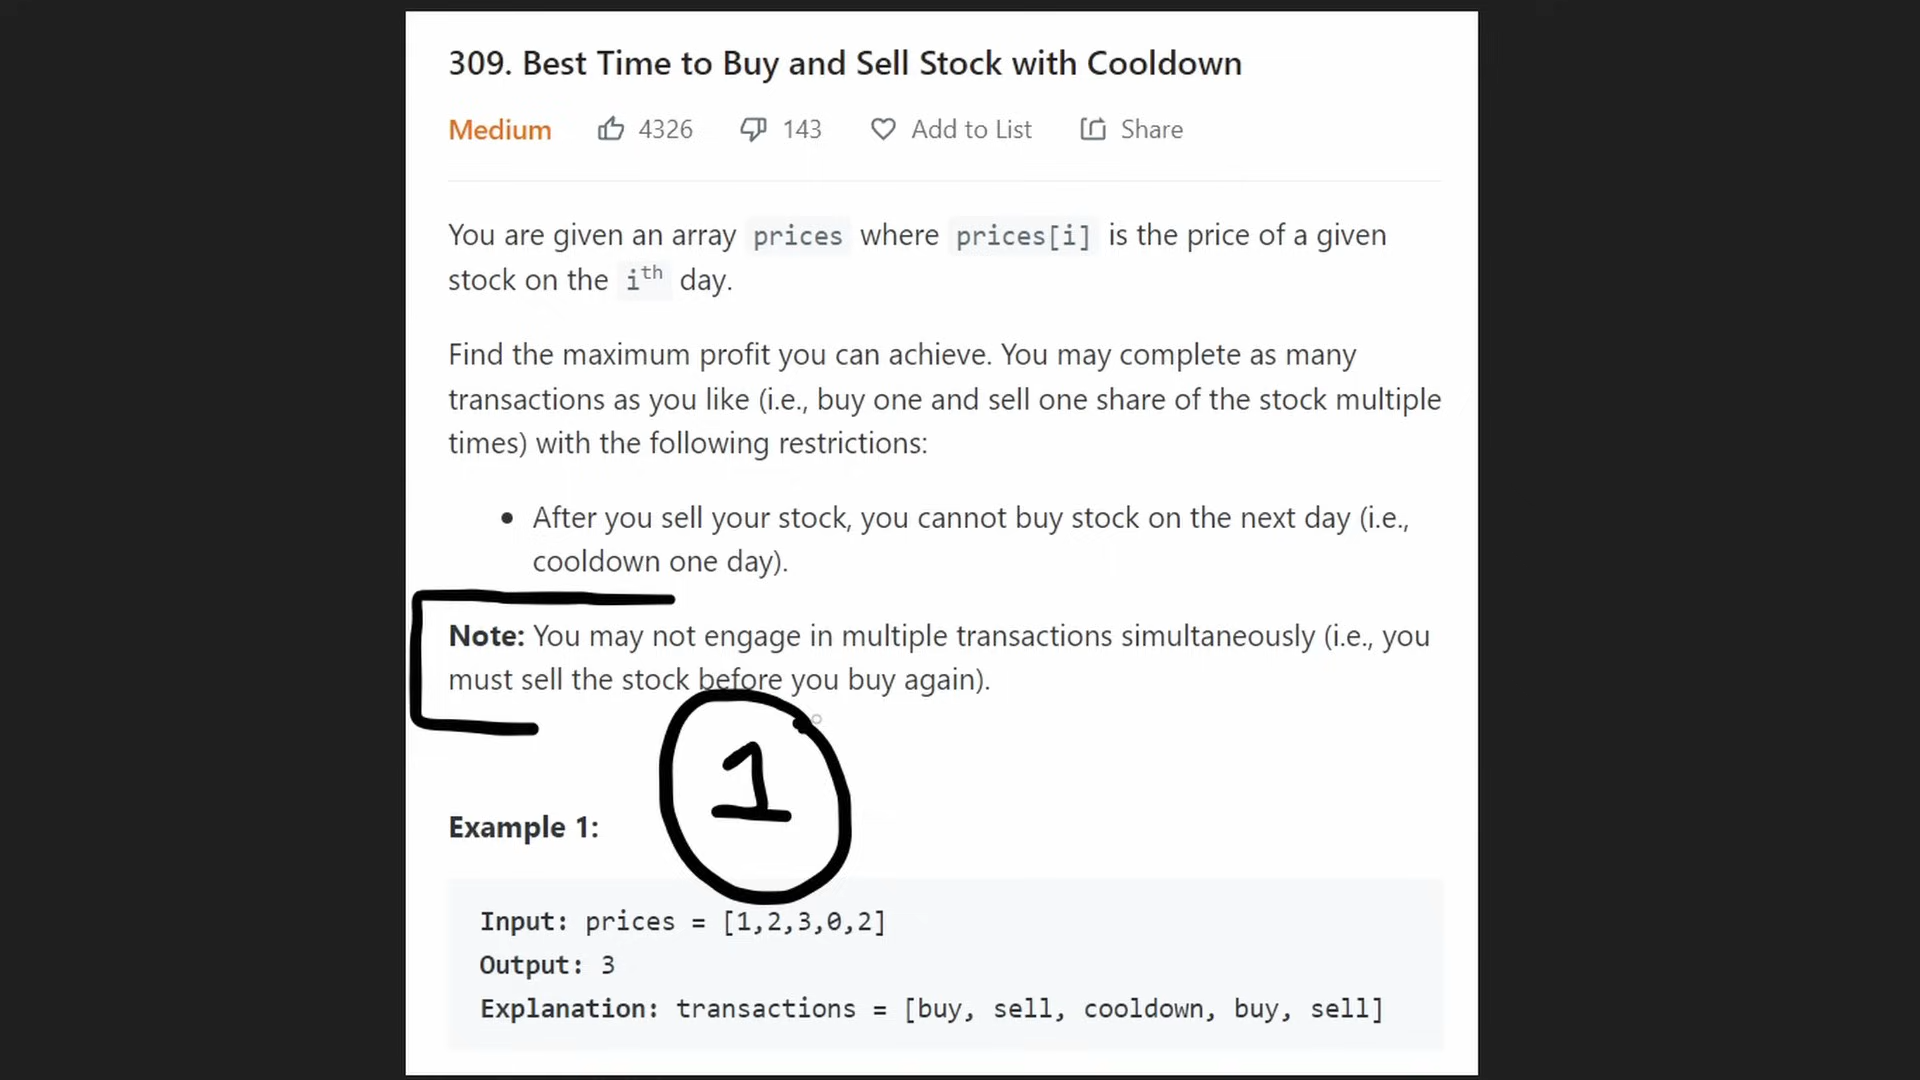 309. Best Time to Buy and Sell Stock with Cooldown
Medium 4326 143 Add to List Share
You are given an array prices where prices[i] is the price of a given
stock on the ith day.
Find the maximum profit you can achieve. You may complete as many
transactions as you like (i.e., buy one and sell one share of the stock multiple
times) with the following restrictions:
• After you sell your stock, you cannot buy stock on the next day (i.e.,
cooldown one day).
Note: You may not engage in multiple transactions simultaneously (i.e., you
must sell the stock before you buy again).
1
Example 1:
Input: prices = [1,2,3,0,2]
Output: 3
Explanation: transactions = [buy, sell, cooldown, buy, sell]